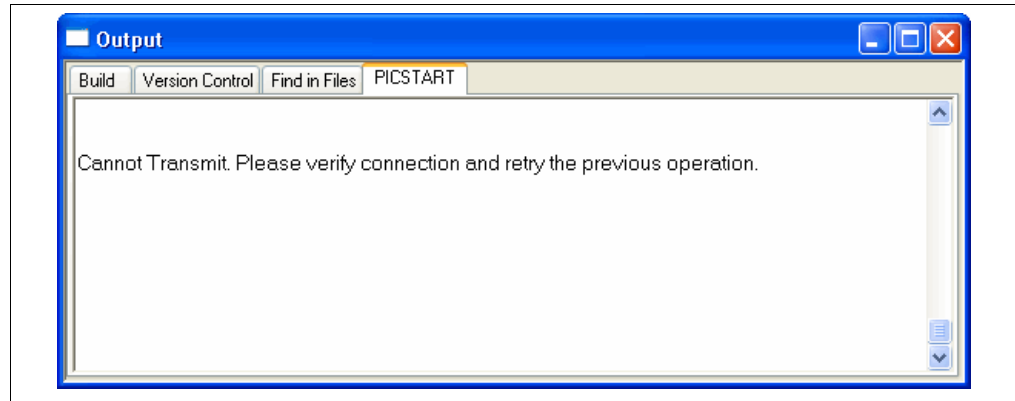 Output
Build Version Control Find in Files PICSTART
Cannot Transmit. Please verify connection and retry the previous operation.